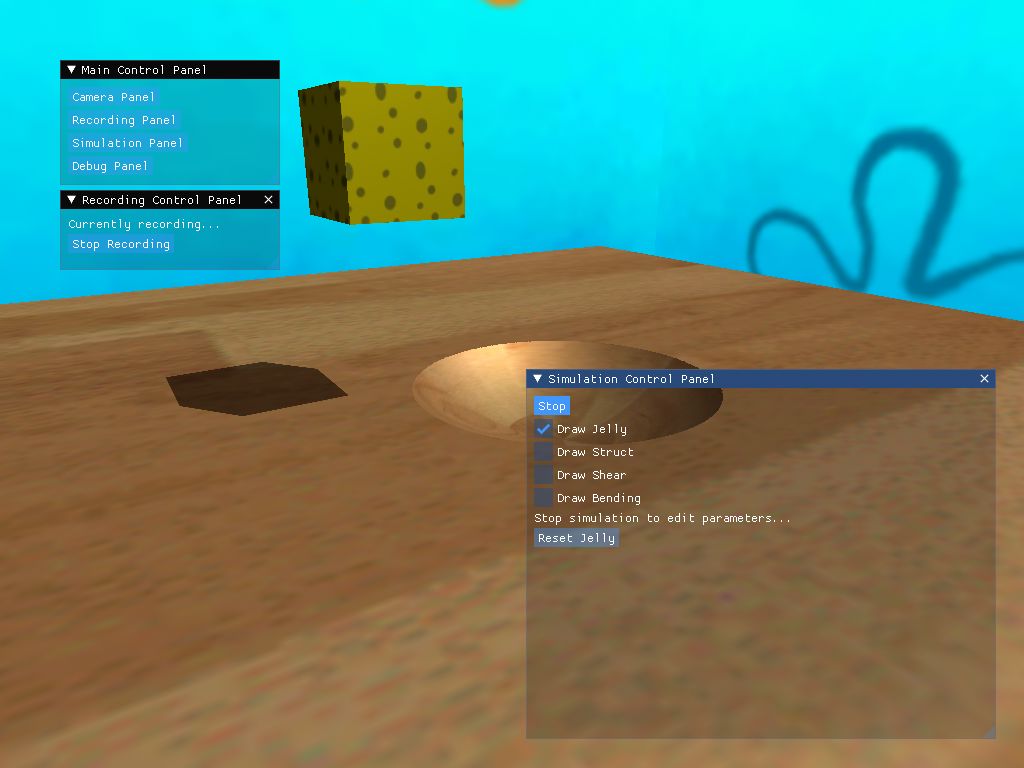 Main Control Panel
Camera Panel
Recording Panel
Simulation Panel
Debug Panel
Recording Control Panel
Currently recording...
Stop Recording
Simulation Control Panel
Stop
Draw Jelly
Draw Struct
Draw Shear
Draw Bending
Stop simulation to edit parameters...
Reset Jelly